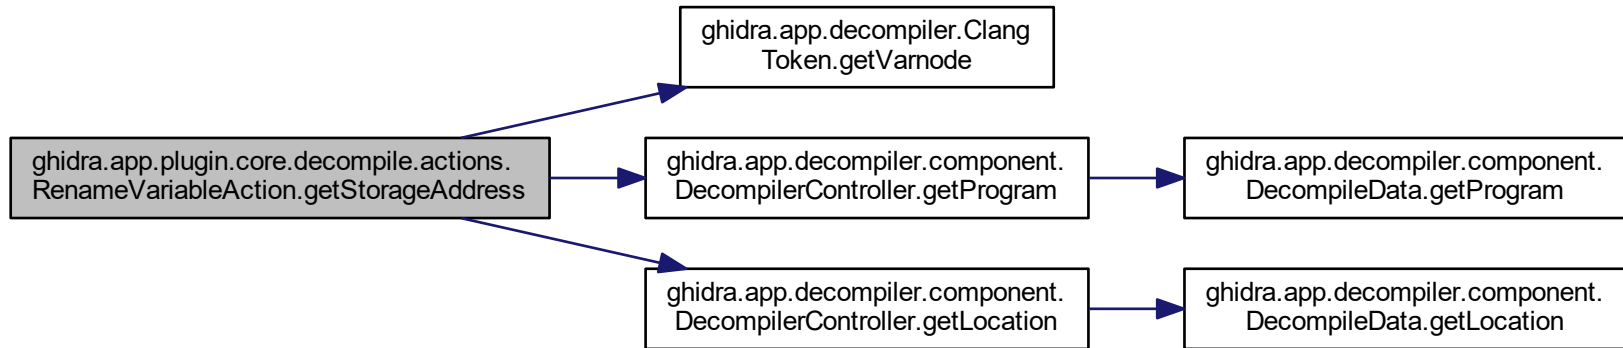 ghidra.app.decompiler.Clang
Token.getVarnode
ghidra.app.plugin.core.decompile.actions.
RenameVariableAction.getStorageAddress
ghidra.app.decompiler.component.
DecompilerController.getProgram
ghidra.app.decompiler.component.
DecompileData.getProgram
ghidra.app.decompiler.component.
DecompilerController.getLocation
ghidra.app.decompiler.component.
DecompileData.getLocation